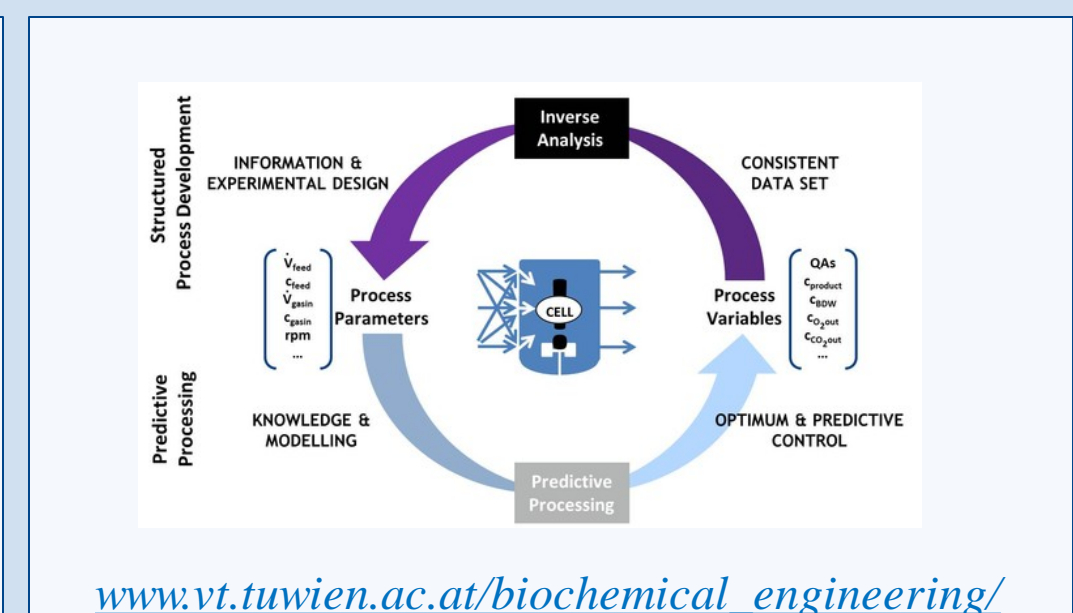 Structured
Process Development
Inverse
Analysis
INFORMATION &
EXPERIMENTAL DESIGN
CONSISTENT
DATA SET
V̇feed
cfeed
V̇gasin
cgasin
rpm
...
Process
Parameters
CELL
Process
Variables
QAs
cproduct
cBDW
cO2out
cCO2out
...
Predictive
Processing
KNOWLEDGE &
MODELLING
OPTIMUM & PREDICTIVE
CONTROL
Predictive
Processing
www.vt.tuwien.ac.at/biochemical_engineering/